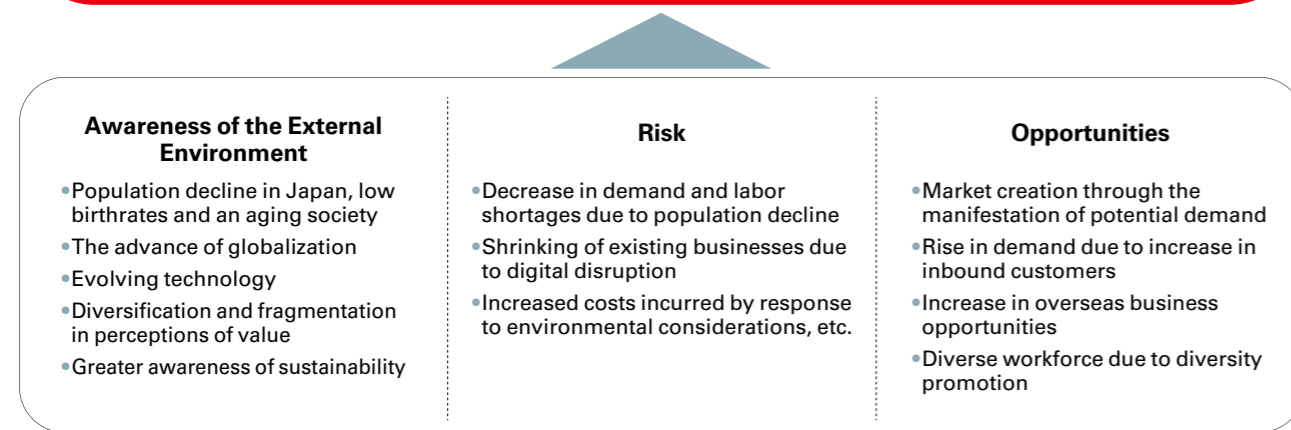 Awareness of the External
Environment
•Population decline in Japan, low
birthrates and an aging society
•The advance of globalization
•Evolving technology
•Diversification and fragmentation
in perceptions of value
•Greater awareness of sustainability
Risk
•Decrease in demand and labor
shortages due to population decline
•Shrinking of existing businesses due
to digital disruption
•Increased costs incurred by response
to environmental considerations, etc.
Opportunities
•Market creation through the
manifestation of potential demand
•Rise in demand due to increase in
inbound customers
•Increase in overseas business
opportunities
•Diverse workforce due to diversity
promotion